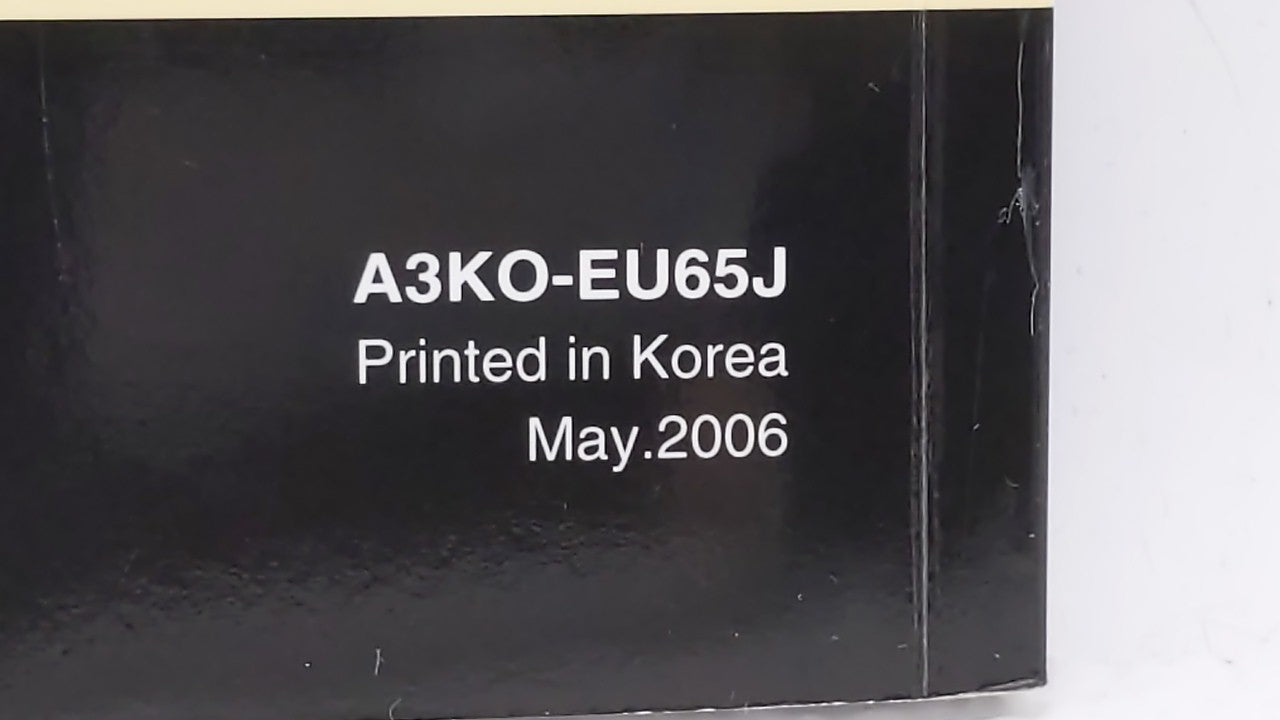 A3KO-EU65J
Printed in Korea
May.2006